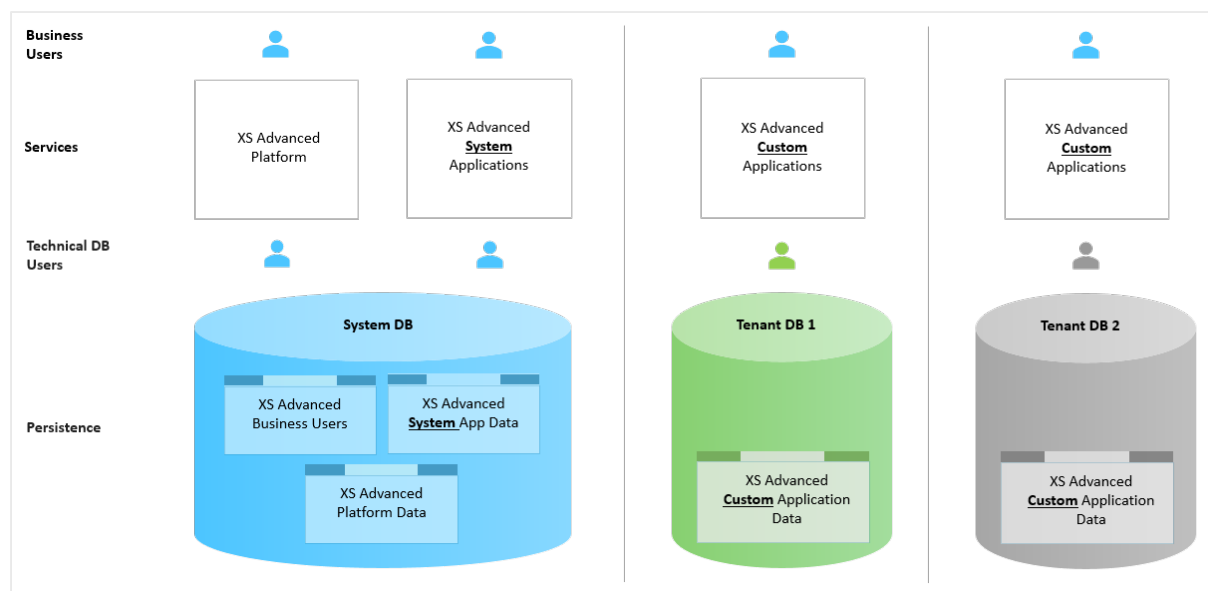 Business
Users
Services
XS Advanced
Platform
XS Advanced
System
Applications
XS Advanced
Custom
Applications
XS Advanced
Custom
Applications
Technical DB
Users
Persistence
System DB
XS Advanced
Business Users
XS Advanced
System App Data
XS Advanced
Platform Data
Tenant DB 1
XS Advanced
Custom Application
Data
Tenant DB 2
XS Advanced
Custom Application
Data